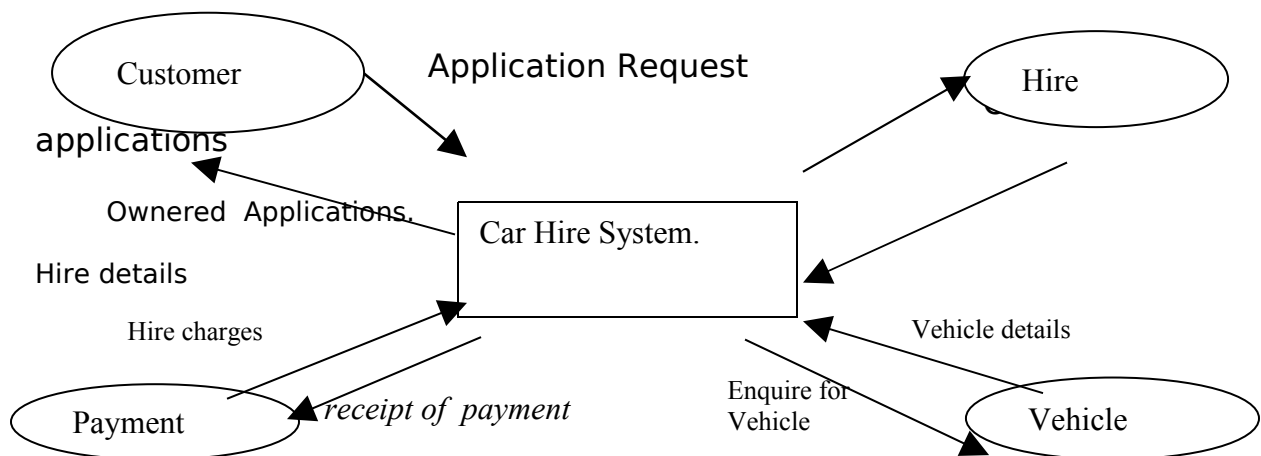 Customer
Application Request
Hire
applications
Ownered Applications.
Car Hire System.
Hire details
Hire charges
Vehicle details
Enquire for
Vehicle
Payment
receipt of payment
Vehicle